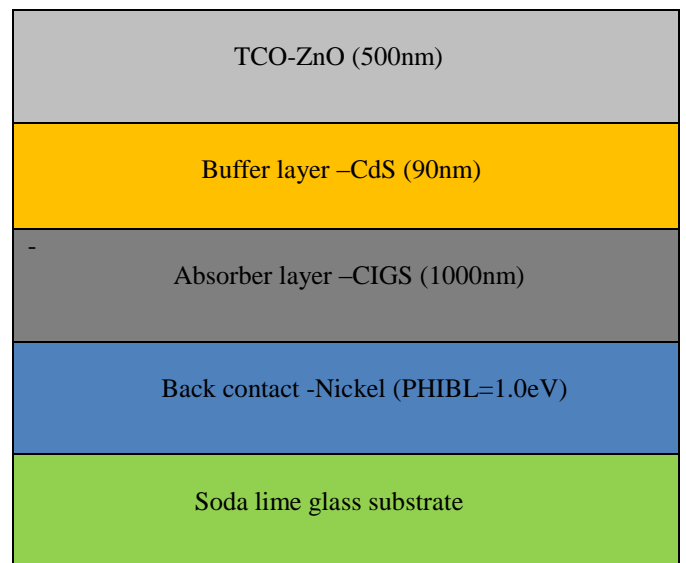 TCO-ZnO (500nm)
Buffer layer –CdS (90nm)
-
Absorber layer –CIGS (1000nm)
Back contact -Nickel (PHIBL=1.0eV)
Soda lime glass substrate